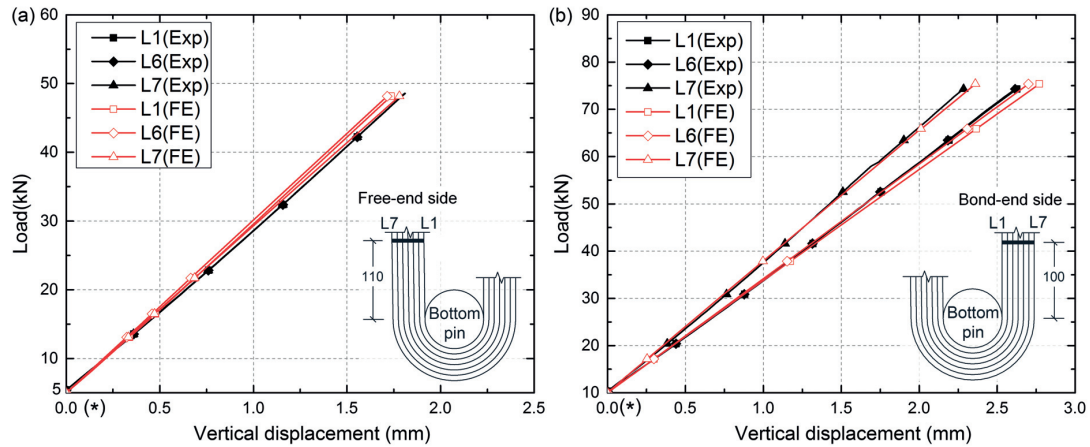 (a)
60
50
40
30
20
10
5
Load(kN)
L1(Exp)
L6(Exp)
L7(Exp)
L1(FE)
L6(FE)
L7(FE)
Free-end side
L7 L1
110
Bottom
pin
0.0 (*) 0.5 1.0 1.5 2.0 2.5
Vertical displacement (mm)
(b)
90
80
70
60
50
40
30
20
10
Load(kN)
L1(Exp)
L6(Exp)
L7(Exp)
L1(FE)
L6(FE)
L7(FE)
Bond-end side
L1 L7
100
Bottom
pin
0.0 (*) 0.5 1.0 1.5 2.0 2.5 3.0
Vertical displacement (mm)